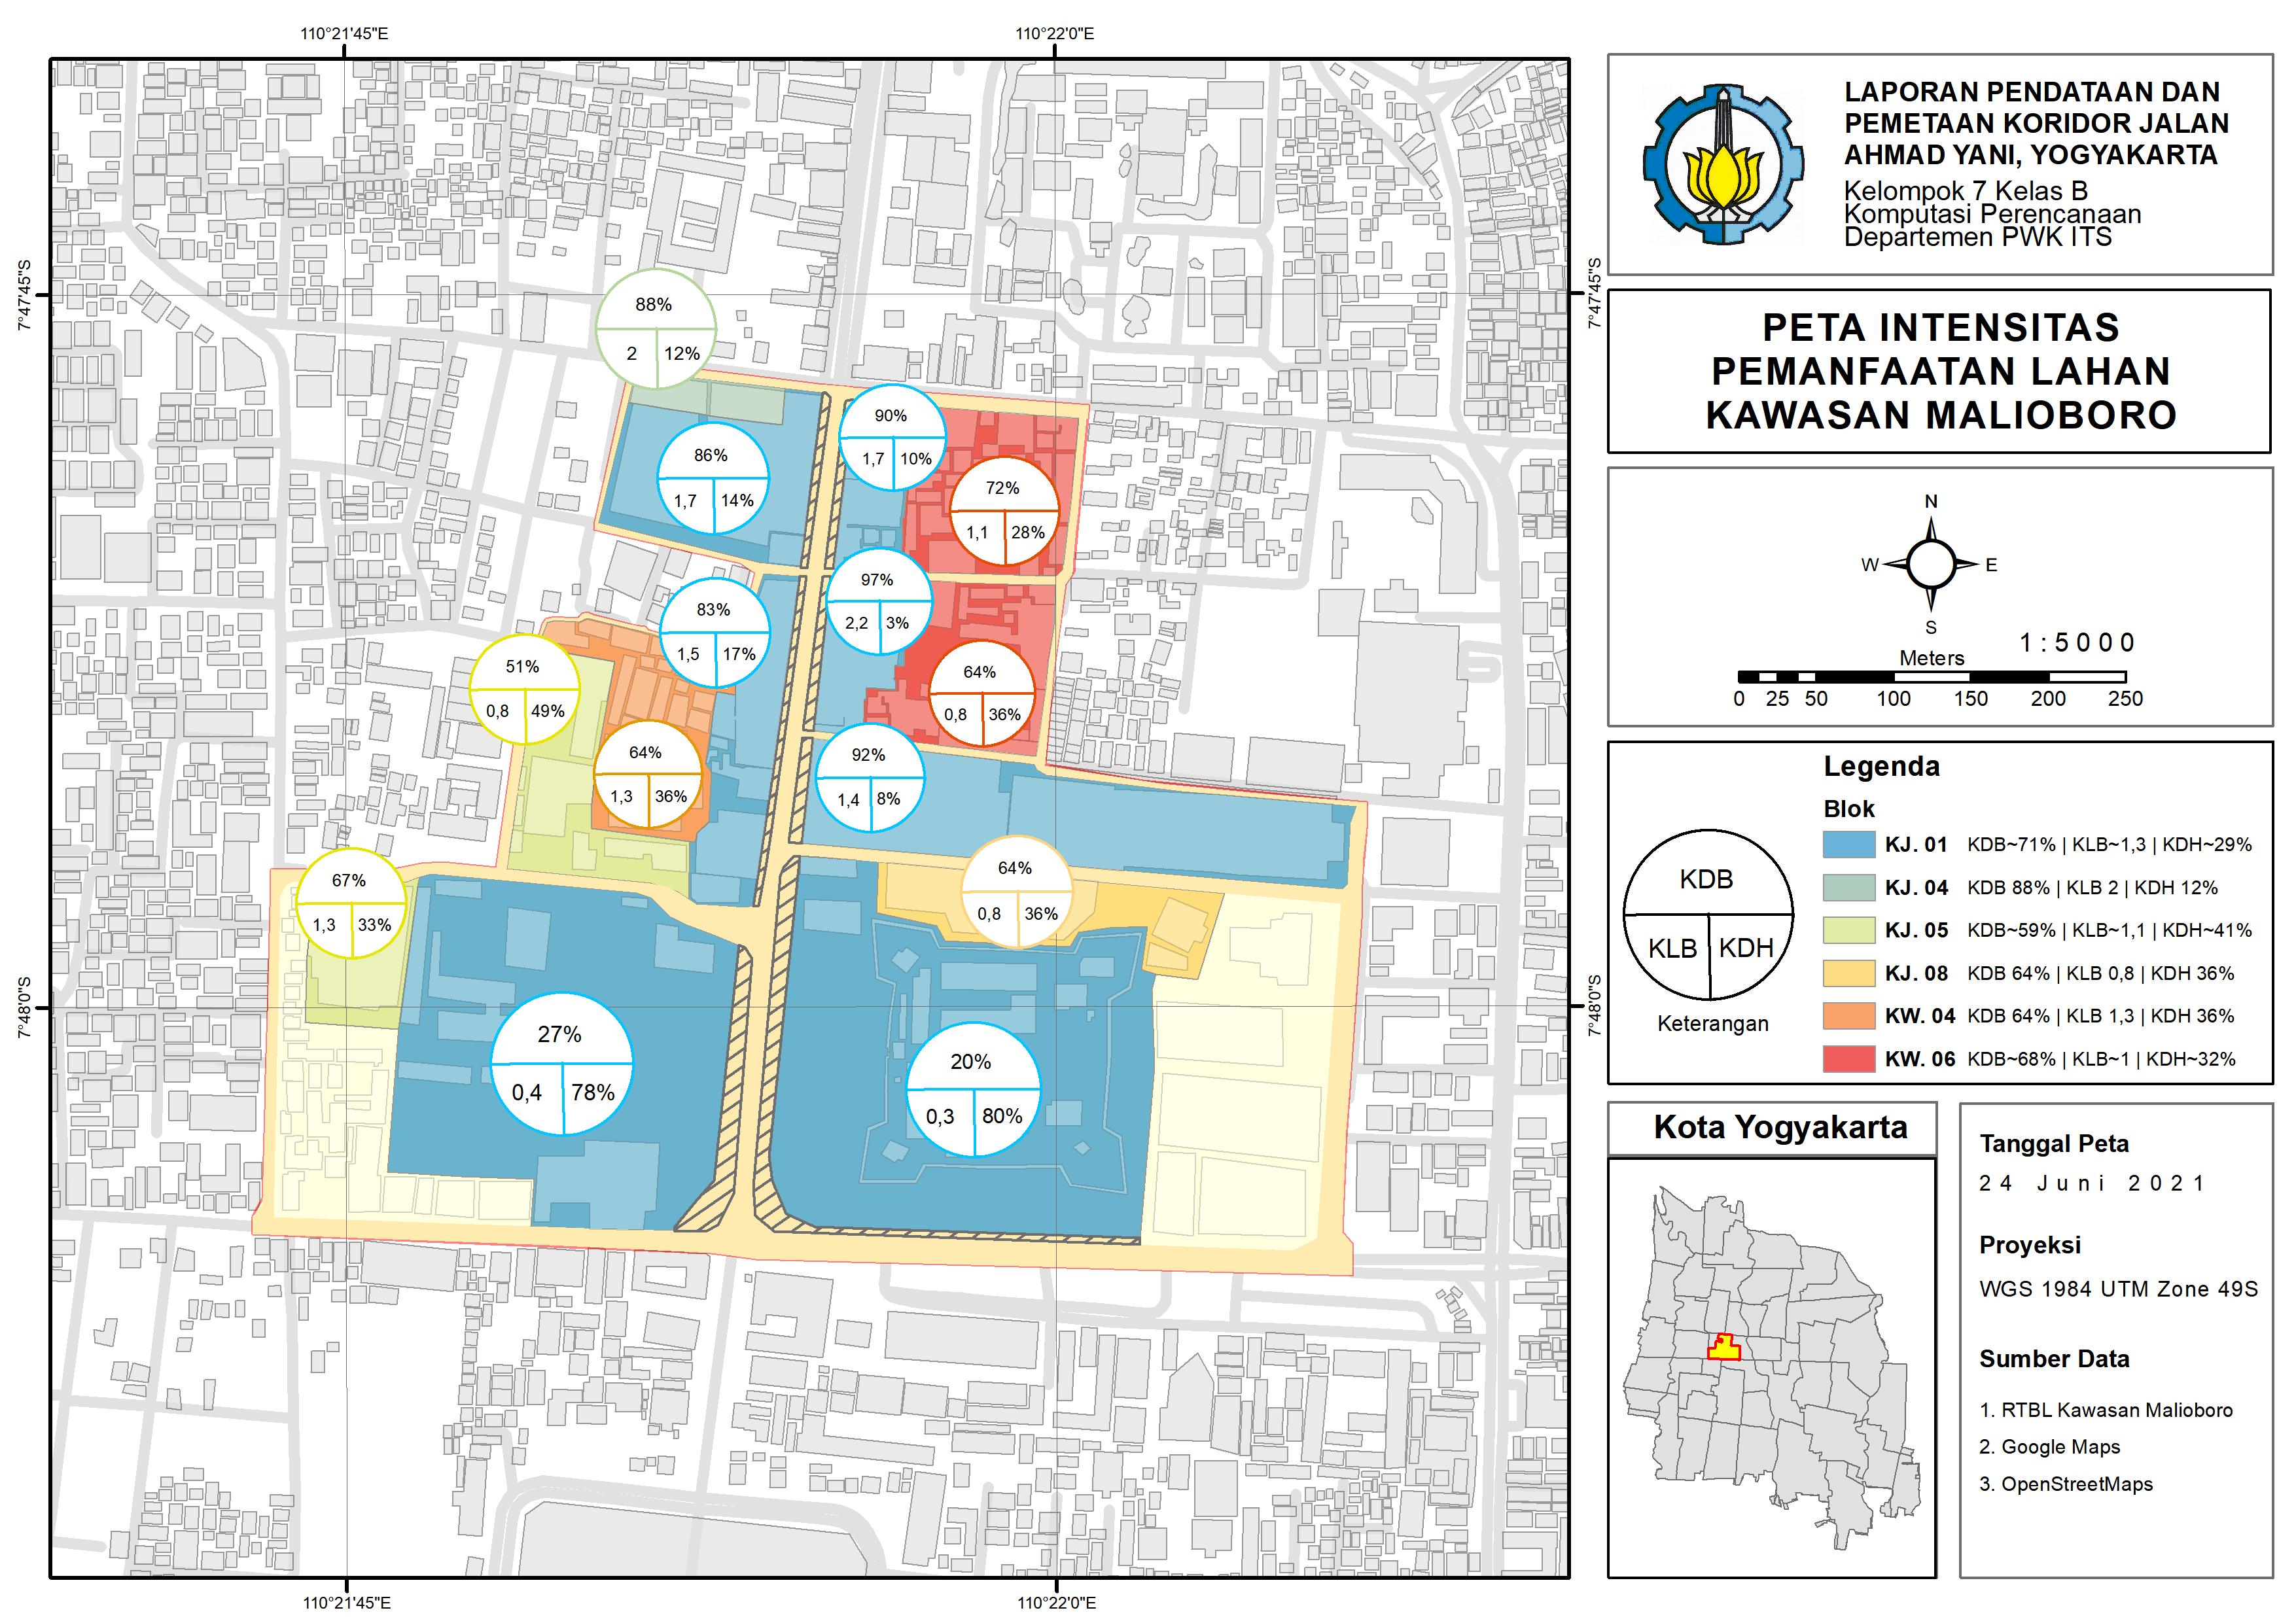 110°21'45"E
110°22'0"E
7°47'45"S
7°47'45"S
88%
2
12%
90%
1,7
10%
86%
1,7
14%
72%
1,1
28%
97%
2,2
3%
83%
1,5
17%
51%
0,8
49%
64%
0,8
36%
64%
1,3
36%
92%
1,4
8%
64%
0,8
36%
67%
1,3
33%
27%
0,4
78%
20%
0,3
80%
7°48'0"S
7°48'0"S
110°21'45"E
110°22'0"E
LAPORAN PENDATAAN DAN
PEMETAAN KORIDOR JALAN
AHMAD YANI, YOGYAKARTA
Kelompok 7 Kelas B
Komputasi Perencanaan
Departemen PWK ITS
PETA INTENSITAS
PEMANFAATAN LAHAN
KAWASAN MALIOBORO
N
W
E
S
1:5000
Meters
0 25 50 100 150 200 250
Legenda
Blok
KJ. 01 KDB~71% | KLB~1,3 | KDH~29%
KJ. 04 KDB 88% | KLB 2 | KDH 12%
KJ. 05 KDB~59% | KLB~1,1 | KDH~41%
KJ. 08 KDB 64% | KLB 0,8 | KDH 36%
KW. 04 KDB 64% | KLB 1,3 | KDH 36%
KW. 06 KDB~68% | KLB~1 | KDH~32%
KDB
KLB
KDH
Keterangan
Kota Yogyakarta
Tanggal Peta
24 Juni 2021
Proyeksi
WGS 1984 UTM Zone 49S
Sumber Data
1. RTBL Kawasan Malioboro
2. Google Maps
3. OpenStreetMaps